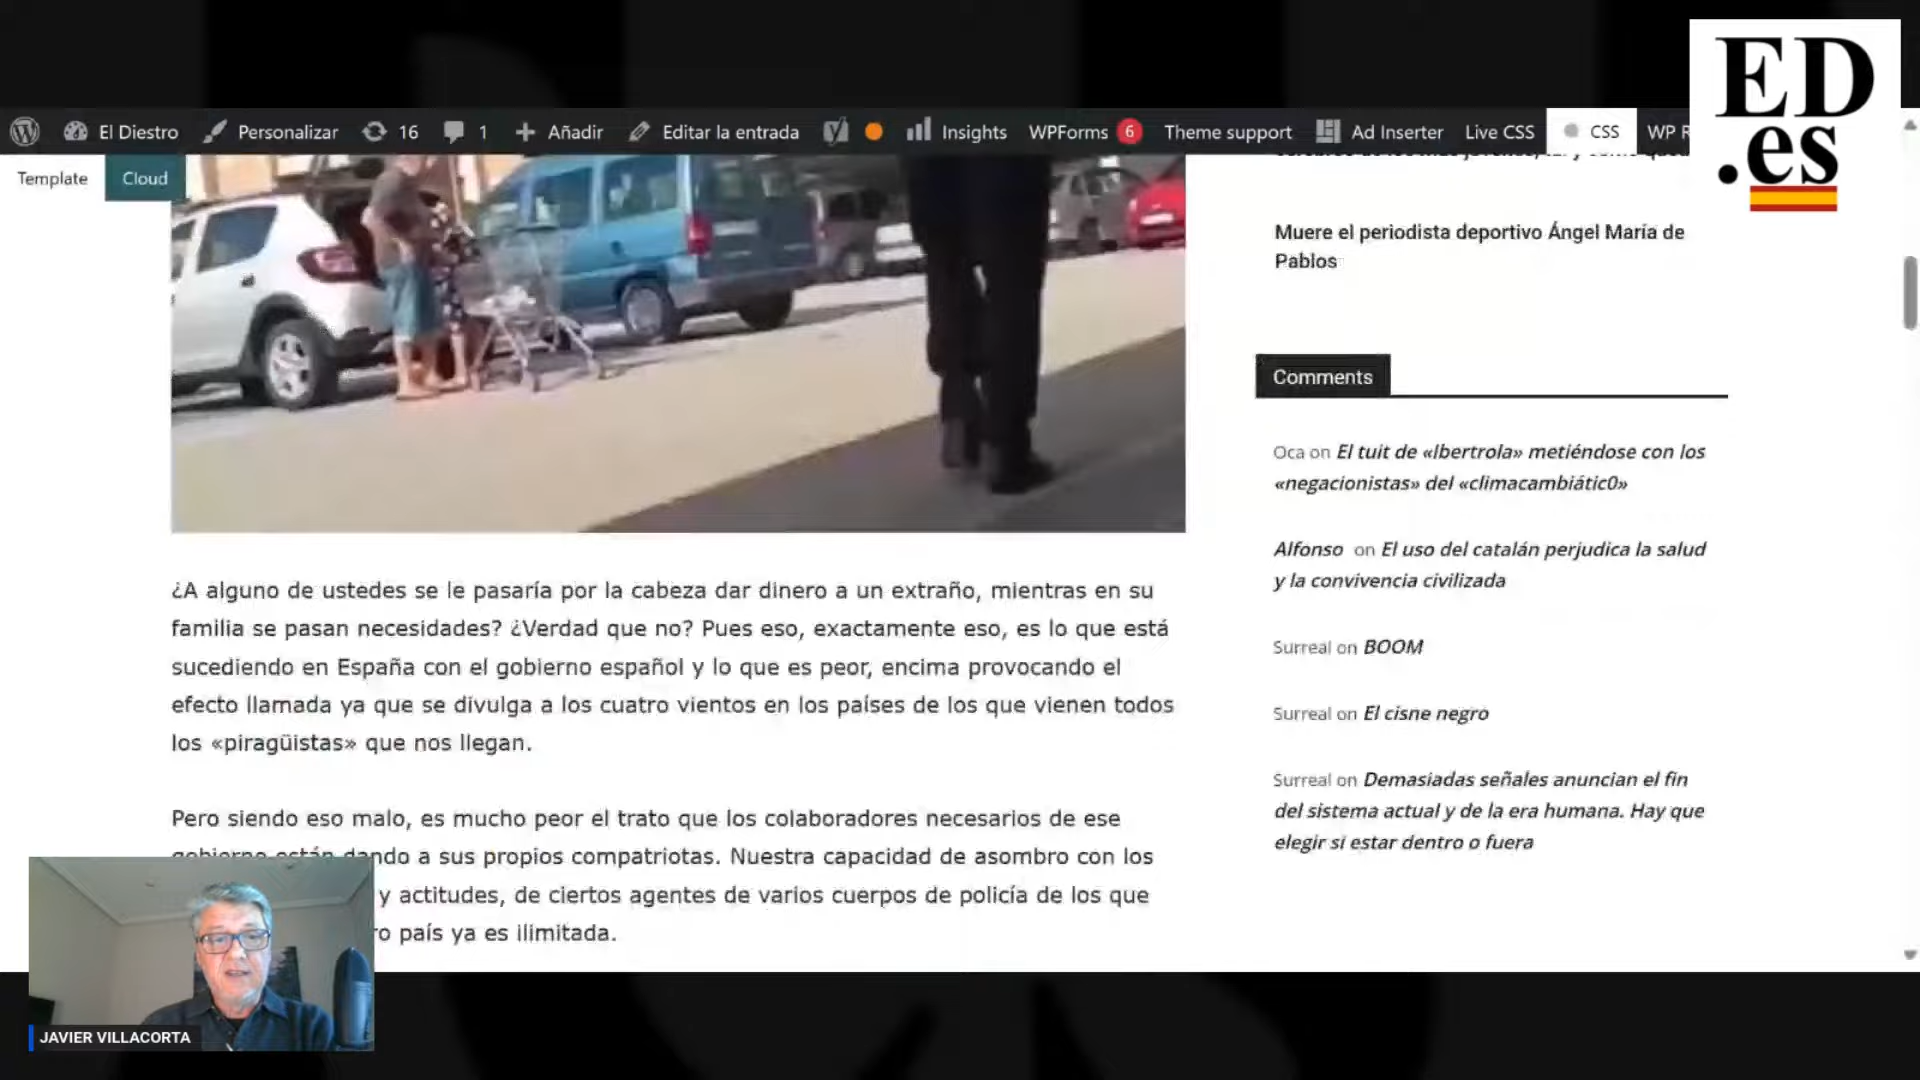 ED
.es
El Diestro Personalizar 16 1 Añadir Editar la entrada Insights WPForms 6 Theme support Ad Inserter Live CSS CSS WP
Template Cloud
Muere el periodista deportivo Ángel María de
Pablos
Comments
Oca on El tuit de «Ibertrola» metiéndose con los
«negacionistas» del «climacambiátic0»
Alfonso on El uso del catalán perjudica la salud
y la convivencia civilizada
Surreal on BOOM
Surreal on El cisne negro
Surreal on Demasiadas señales anuncian el fin
del sistema actual y de la era humana. Hay que
elegir si estar dentro o fuera
¿A alguno de ustedes se le pasaría por la cabeza dar dinero a un extraño, mientras en su
familia se pasan necesidades? ¿Verdad que no? Pues eso, exactamente eso, es lo que está
sucediendo en España con el gobierno español y lo que es peor, encima provocando el
efecto llamada ya que se divulga a los cuatro vientos en los países de los que vienen todos
los «piragüistas» que nos llegan.
Pero siendo eso malo, es mucho peor el trato que los colaboradores necesarios de ese
gobierno están dando a sus propios compatriotas. Nuestra capacidad de asombro con los
y actitudes, de ciertos agentes de varios cuerpos de policía de los que
país ya es ilimitada.
JAVIER VILLACORTA